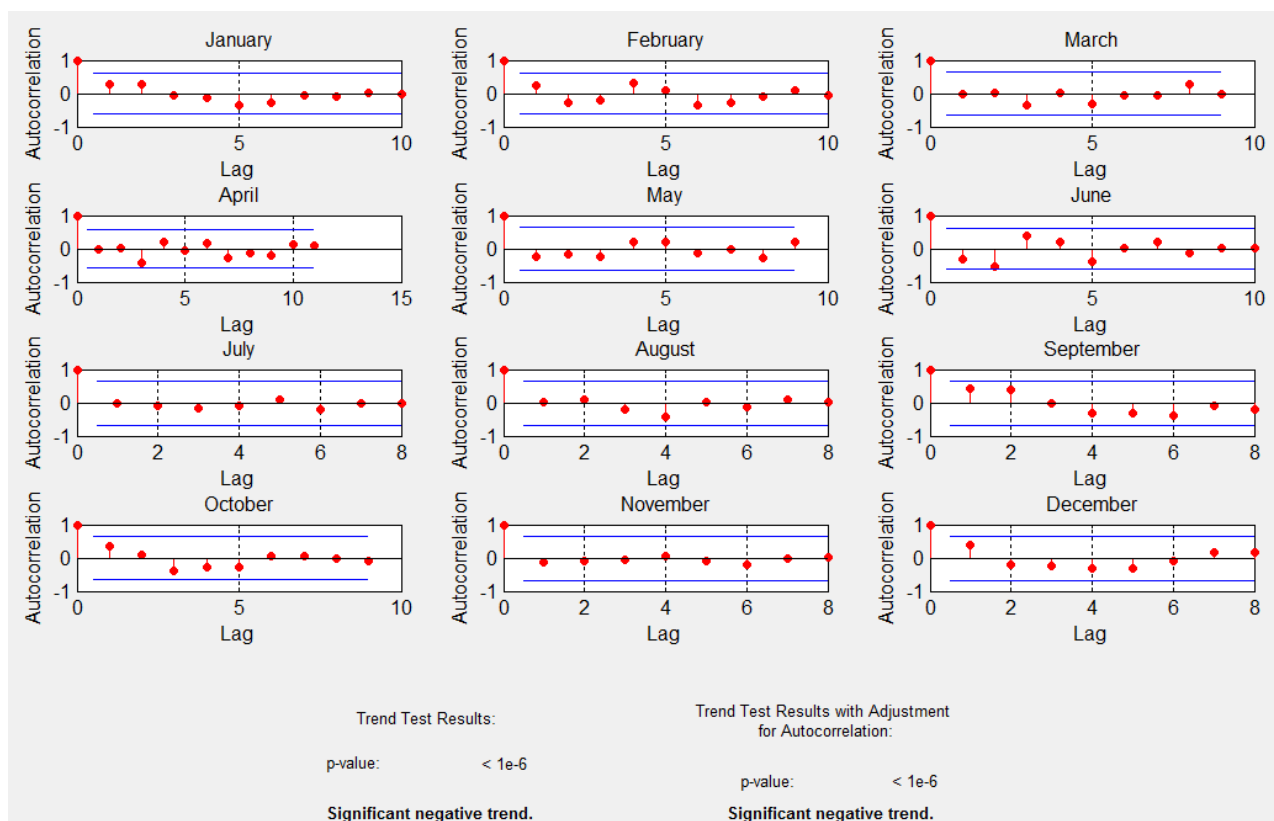 January
February
March
Autocorrelation
1
0
-1
0
5
10
Lag
Autocorrelation
1
0
-1
0
5
10
Lag
Autocorrelation
1
0
-1
0
5
10
Lag
April
May
June
Autocorrelation
1
0
-1
0
5
10
15
Lag
Autocorrelation
1
0
-1
0
5
10
Lag
Autocorrelation
1
0
-1
0
5
10
Lag
July
August
September
Autocorrelation
1
0
-1
0
2
4
6
8
Lag
Autocorrelation
1
0
-1
0
2
4
6
8
Lag
Autocorrelation
1
0
-1
0
2
4
6
8
Lag
October
November
December
Autocorrelation
1
0
-1
0
5
10
Lag
Autocorrelation
1
0
-1
0
2
4
6
8
Lag
Autocorrelation
1
0
-1
0
2
4
6
8
Lag
Trend Test Results:
p-value: < 1e-6
Significant negative trend.
Trend Test Results with Adjustment
for Autocorrelation:
p-value: < 1e-6
Significant negative trend.